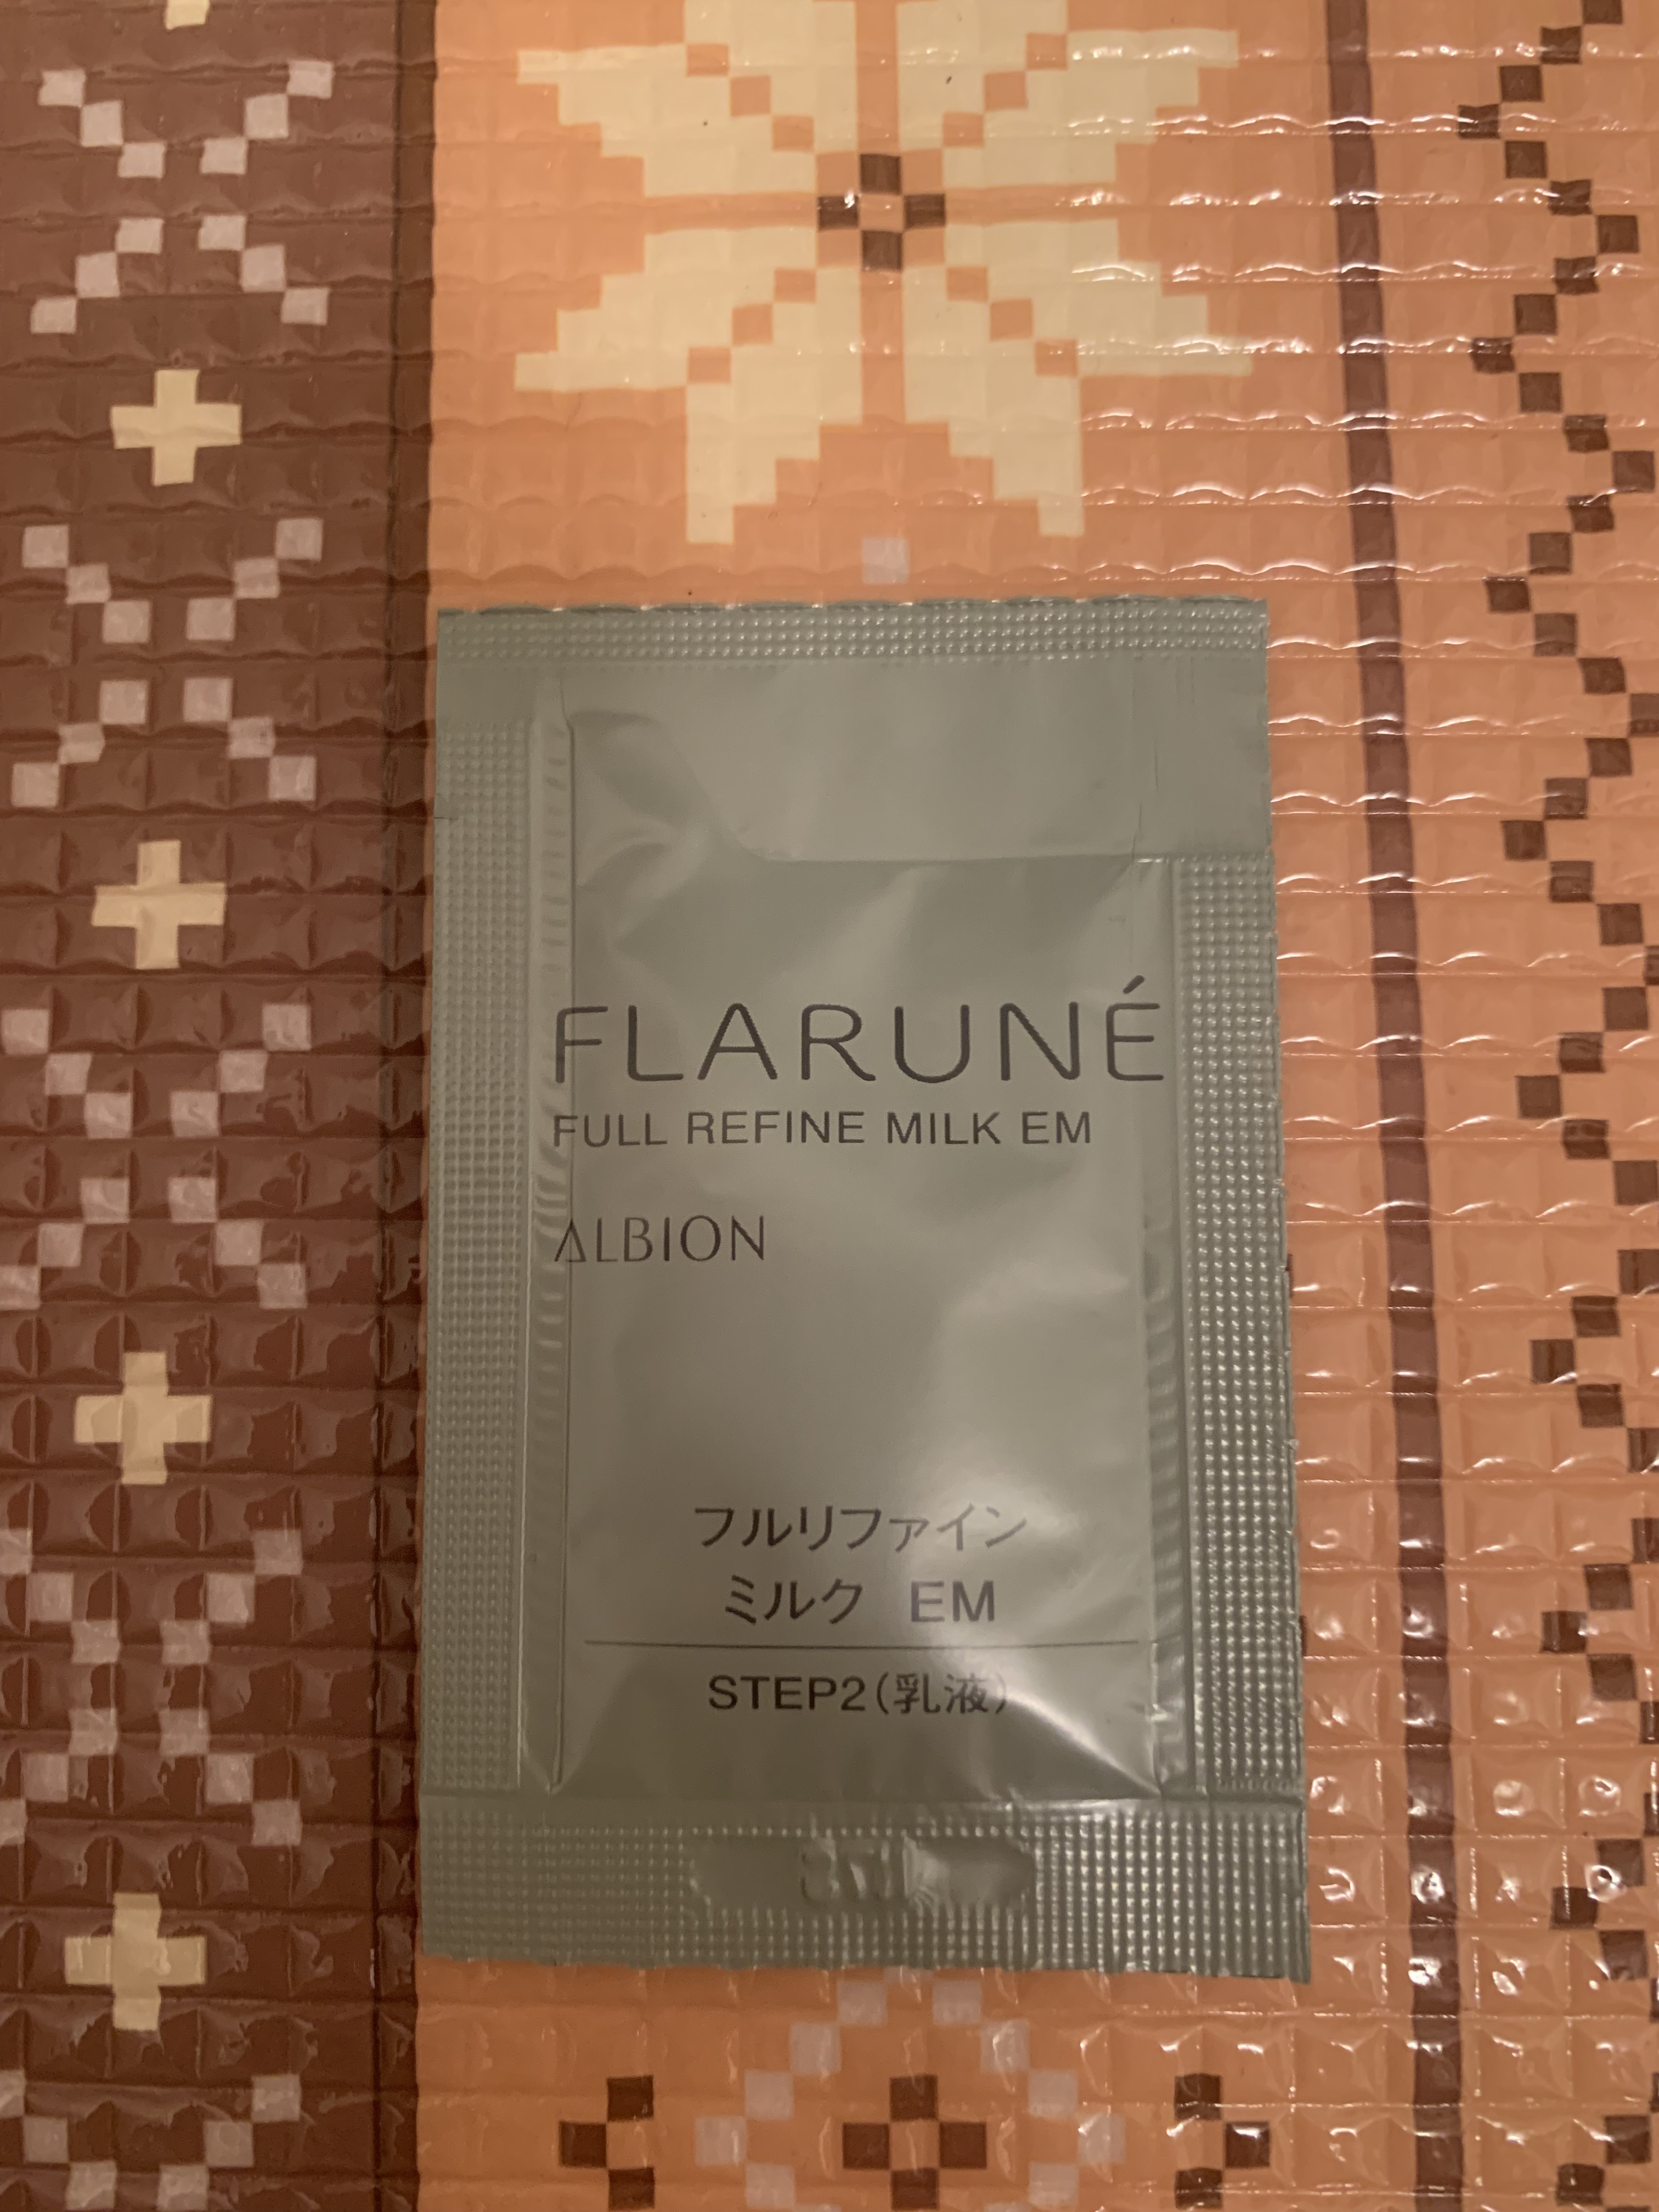 FLARUNÉ
FULL REFINE MILK EM
ALBION
フルリファイン
ミルク EM
STEP2(乳液)